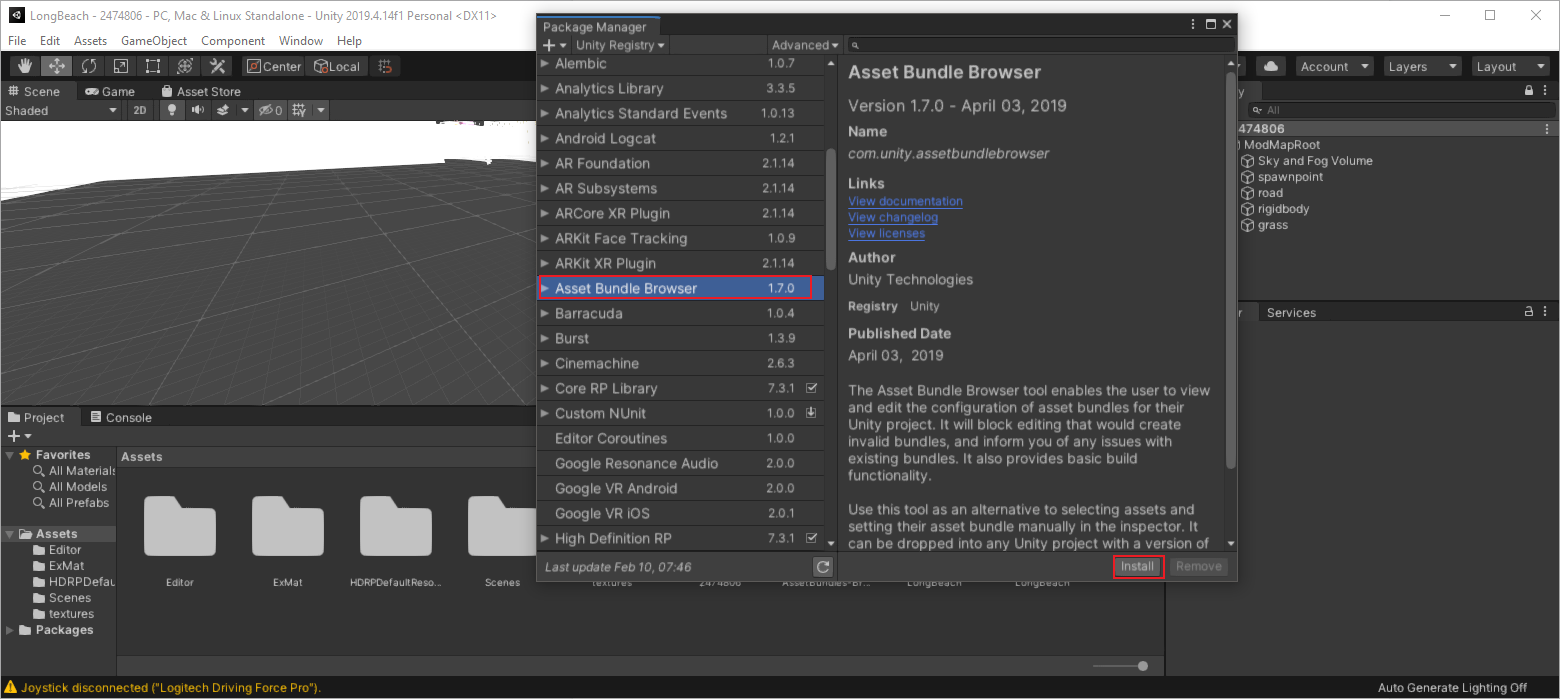 LongBeach - 2474806 - PC, Mac & Linux Standalone - Unity 2019.4.14f1 Personal <DX11>
File Edit Assets GameObject Component Window Help
Center Local
Account Layers Layout
Scene Game Asset Store
Shaded 2D 0
Package Manager
Unity Registry Advanced
Alembic 1.0.7
Analytics Library 3.3.5
Analytics Standard Events 1.0.13
Android Logcat 1.2.1
AR Foundation 2.1.14
AR Subsystems 2.1.14
ARCore XR Plugin 2.1.14
ARKit Face Tracking 1.0.9
ARKit XR Plugin 2.1.14
Asset Bundle Browser 1.7.0
Barracuda 1.0.4
Burst 1.3.9
Cinemachine 2.6.3
Core RP Library 7.3.1
Custom NUnit 1.0.0
Editor Coroutines 1.0.0
Google Resonance Audio 2.0.0
Google VR Android 2.0.0
Google VR iOS 2.0.1
High Definition RP 7.3.1
Last update Feb 10, 07:46
Asset Bundle Browser
Version 1.7.0 - April 03, 2019
Name
com.unity.assetbundlebrowser
Links
View documentation
View changelog
View licenses
Author
Unity Technologies
Registry Unity
Published Date
April 03, 2019
The Asset Bundle Browser tool enables the user to view
and edit the configuration of asset bundles for their
Unity project. It will block editing that would create
invalid bundles, and inform you of any issues with
existing bundles. It also provides basic build
functionality.
Use this tool as an alternative to selecting assets and
setting their asset bundle manually in the inspector. It
can be dropped into any Unity project with a version of
Install Remove
All
474806
ModMapRoot
Sky and Fog Volume
spawnpoint
road
rigidbody
grass
Services
Project Console
Favorites
All Materials
All Models
All Prefabs
Assets
Editor
ExMat
HDRPDefau
Scenes
textures
Packages
Assets
Editor ExMat HDRPDefaultReso... Scenes textures 2474806 AssetBundles-Br... LongBeach LongBeach
Joystick disconnected ("Logitech Driving Force Pro").
Auto Generate Lighting Off